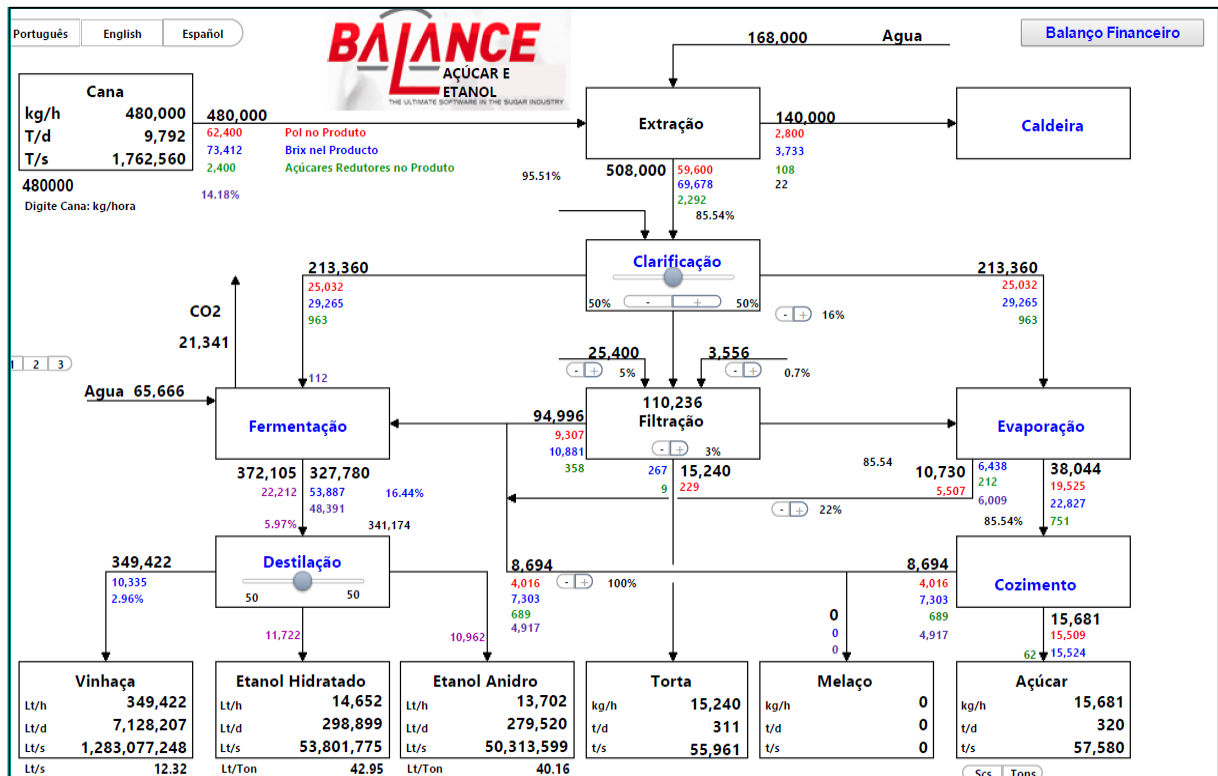 Português English Español
BALANCE
AÇÚCAR E
ETANOL
THE ULTIMATE SOFTWARE IN THE SUGAR INDUSTRY
168,000 Agua
Balanço Financeiro
Cana
kg/h 480,000
T/d 9,792
T/s 1,762,560
480000
Digite Cana: kg/hora
480,000
62,400 Pol no Produto
73,412 Brix nel Producto
2,400 Açúcares Redutores no Produto
14.18%
95.51%
Extração
140,000
2,800
3,733
108
22
Caldeira
508,000
59,600
69,678
2,292
85.54%
Clarificação
50% - + 50%
- + 16%
213,360
25,032
29,265
963
213,360
25,032
29,265
963
CO2
21,341
1 2 3
112
Agua 65,666
Fermentação
25,400
- + 5%
3,556
- + 0.7%
110,236
Filtração
- + 3%
94,996
9,307
10,881
358
267
9
15,240
229
85.54
Evaporação
10,730
5,507
6,438
212
6,009
- + 22%
38,044
19,525
22,827
751
85.54%
372,105
22,212
5.97%
327,780
53,887
48,391
16.44%
341,174
Destilação
50 50
349,422
10,335
2.96%
8,694
4,016
7,303
689
4,917
- + 100%
8,694
4,016
7,303
689
4,917
Cozimento
11,722
10,962
0
0
0
15,681
15,509
62 15,524
Vinhaça
Lt/h 349,422
Lt/d 7,128,207
Lt/s 1,283,077,248
Lt/s 12.32
Etanol Hidratado
Lt/h 14,652
Lt/d 298,899
Lt/s 53,801,775
Lt/Ton 42.95
Etanol Anidro
Lt/h 13,702
Lt/d 279,520
Lt/s 50,313,599
Lt/Ton 40.16
Torta
kg/h 15,240
t/d 311
t/s 55,961
Melaço
kg/h 0
t/d 0
t/s 0
Açúcar
kg/h 15,681
t/d 320
t/s 57,580
Scs Tons